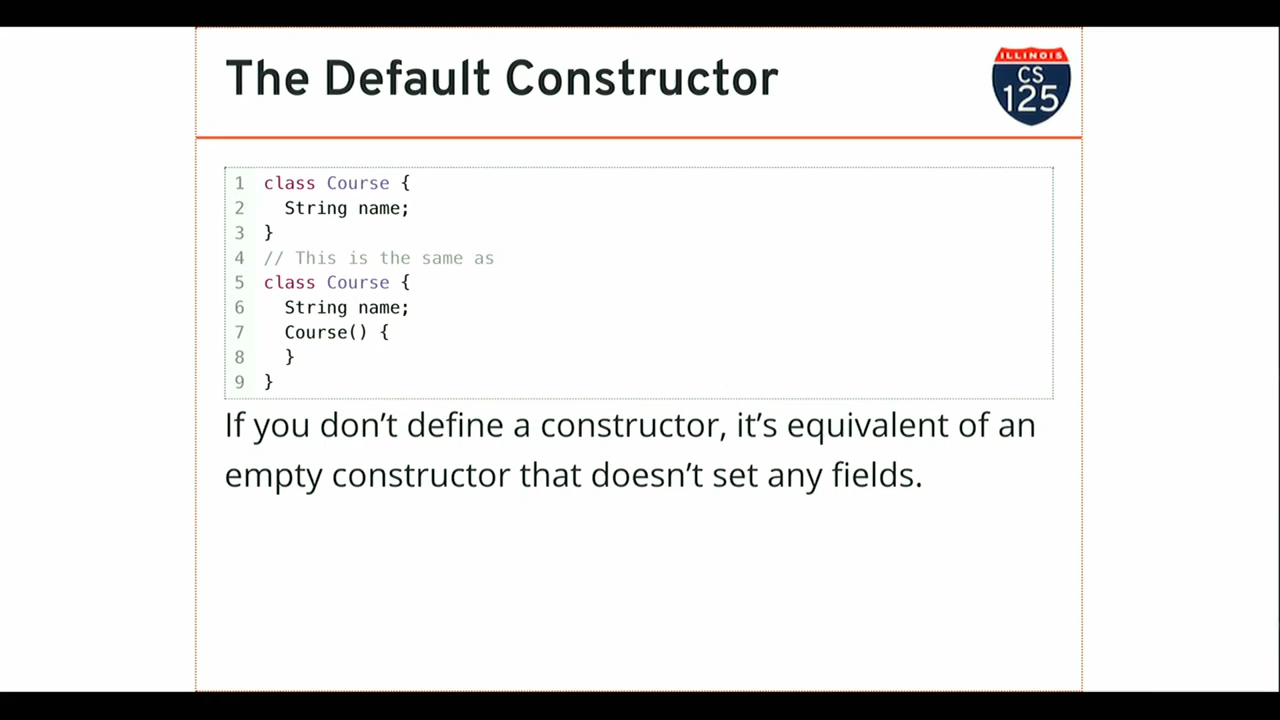 The Default Constructor
ILLINOIS
CS
125
1 class Course {
2   String name;
3 }
4 // This is the same as
5 class Course {
6   String name;
7   Course() {
8   }
9 }
If you don’t define a constructor, it’s equivalent of an
empty constructor that doesn’t set any fields.